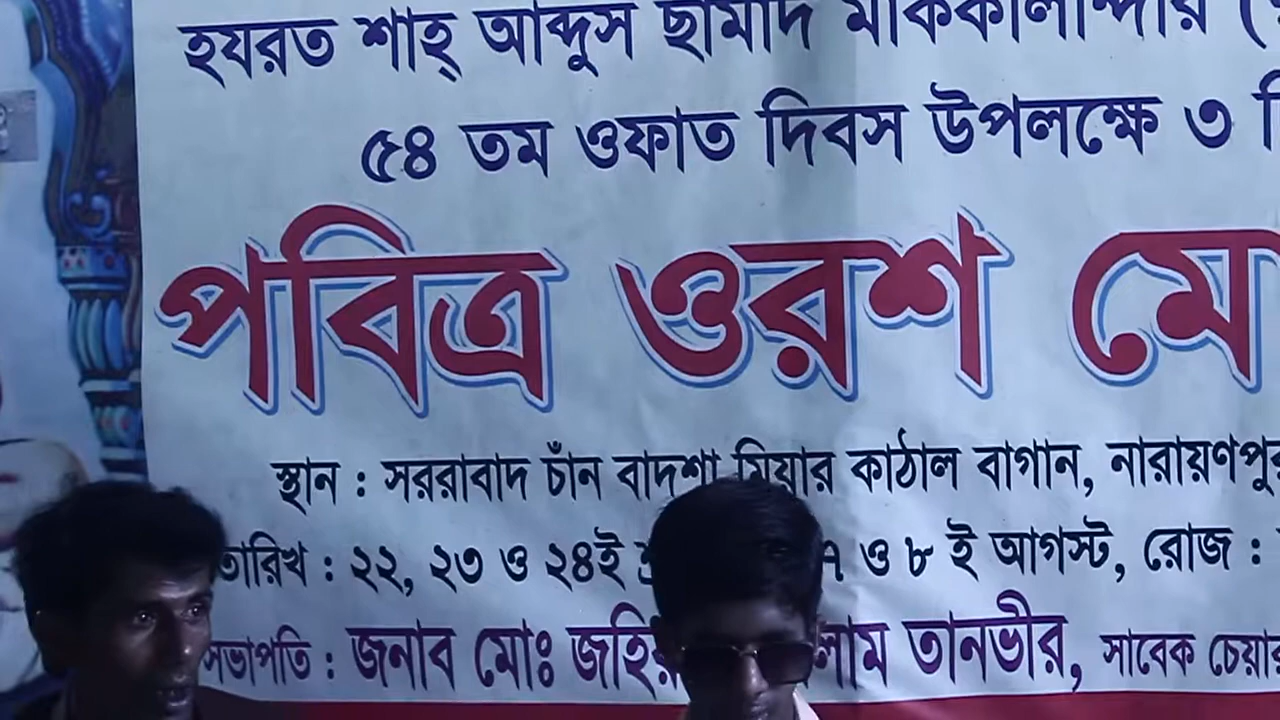 হযরত শাহ্ আব্দুস ছামাদ মাককালান্দার
৫৪ তম ওফাত দিবস উপলক্ষে ৩
পবিত্র ওরশ
স্থান : সররাবাদ চাঁন বাদশা মিয়ার কাঠাল বাগান, নারায়ণপুর
তারিখ : ২২, ২৩ ও ২৪ই ৭ ও ৮ ই আগস্ট, রোজ :
সভাপতি : জনাব মোঃ তানভীর, সাবেক